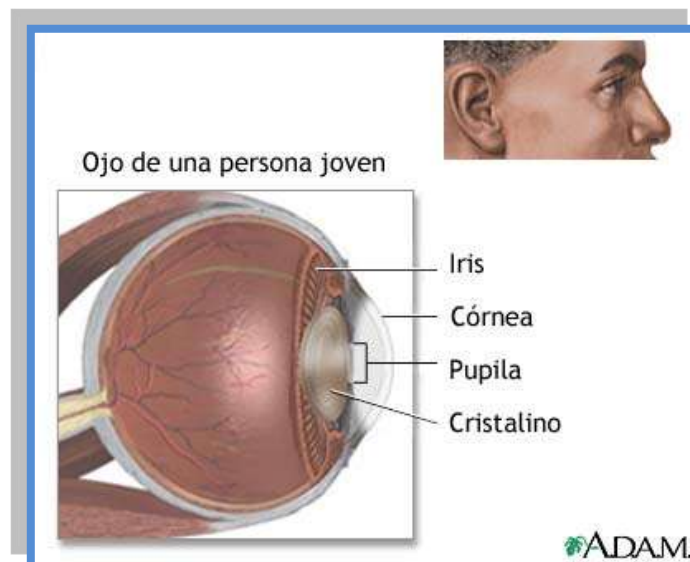 Ojo de una persona joven
Iris
Córnea
Pupila
Cristalino
ADAM.